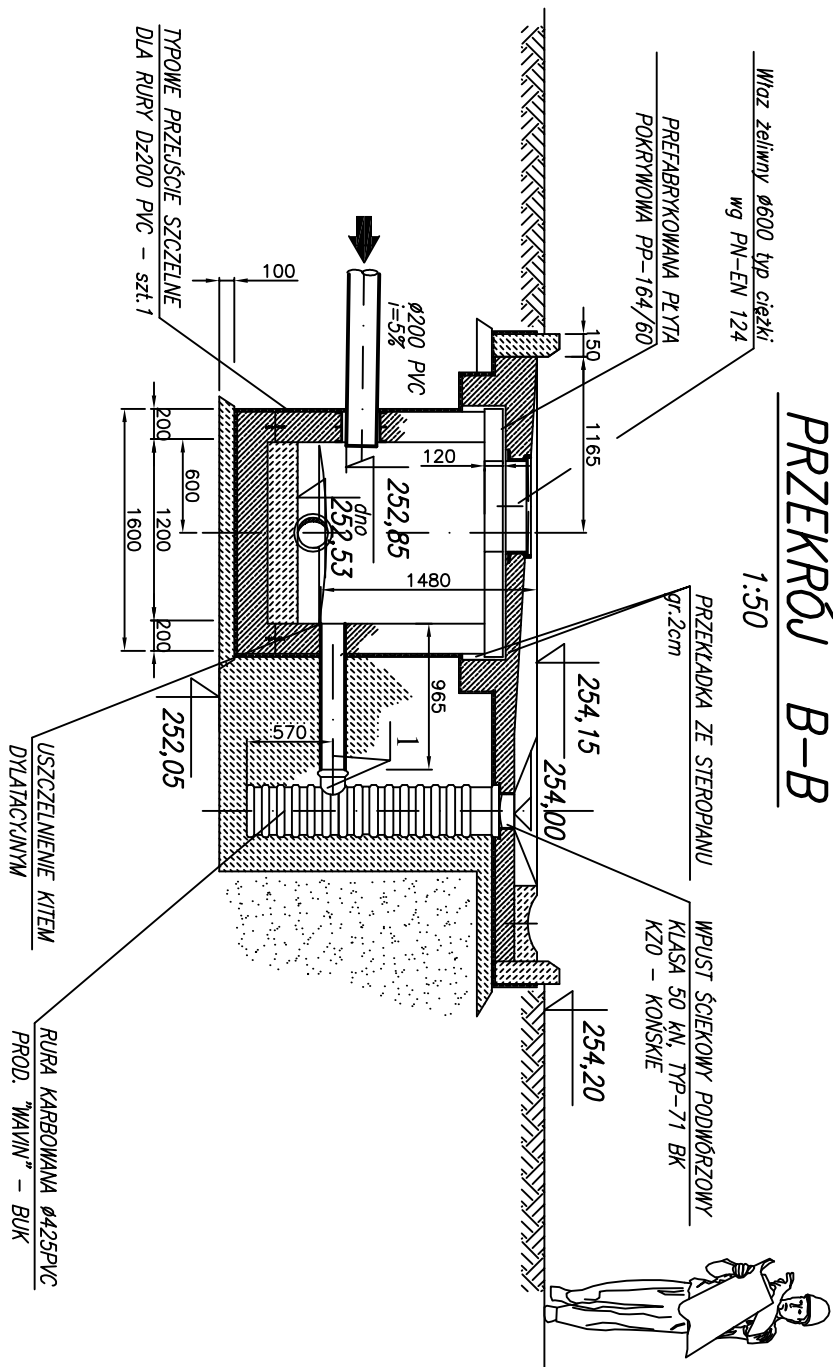 PRZEKRÓJ B-B
1:50
Właz żeliwny ø600 typ ciężki
wg PN-EN 124
PREFABRYKOWANA PŁYTA
POKRYWOWA PP-164/60
PRZEKŁADKA ZE STEROPIANU
gr.2cm
WPUST ŚCIEKOWY PODWÓRZOWY
KLASA 50 kN, TYP-71 BK
KZO - KOŃSKIE
150
1165
254,15
254,00
254,20
ø200 PVC
i=5%
120
252,85
dno
252,53
1480
965
1
570
100
200
1200
200
600
1600
252,05
TYPOWE PRZEJŚCIE SZCZELNE
DLA RURY Dz200 PVC - szt.1
USZCZELNIENIE KITEM
DYLATACYJNYM
RURA KARBOWANA ø425PVC
PROD. "WAVIN" - BUK